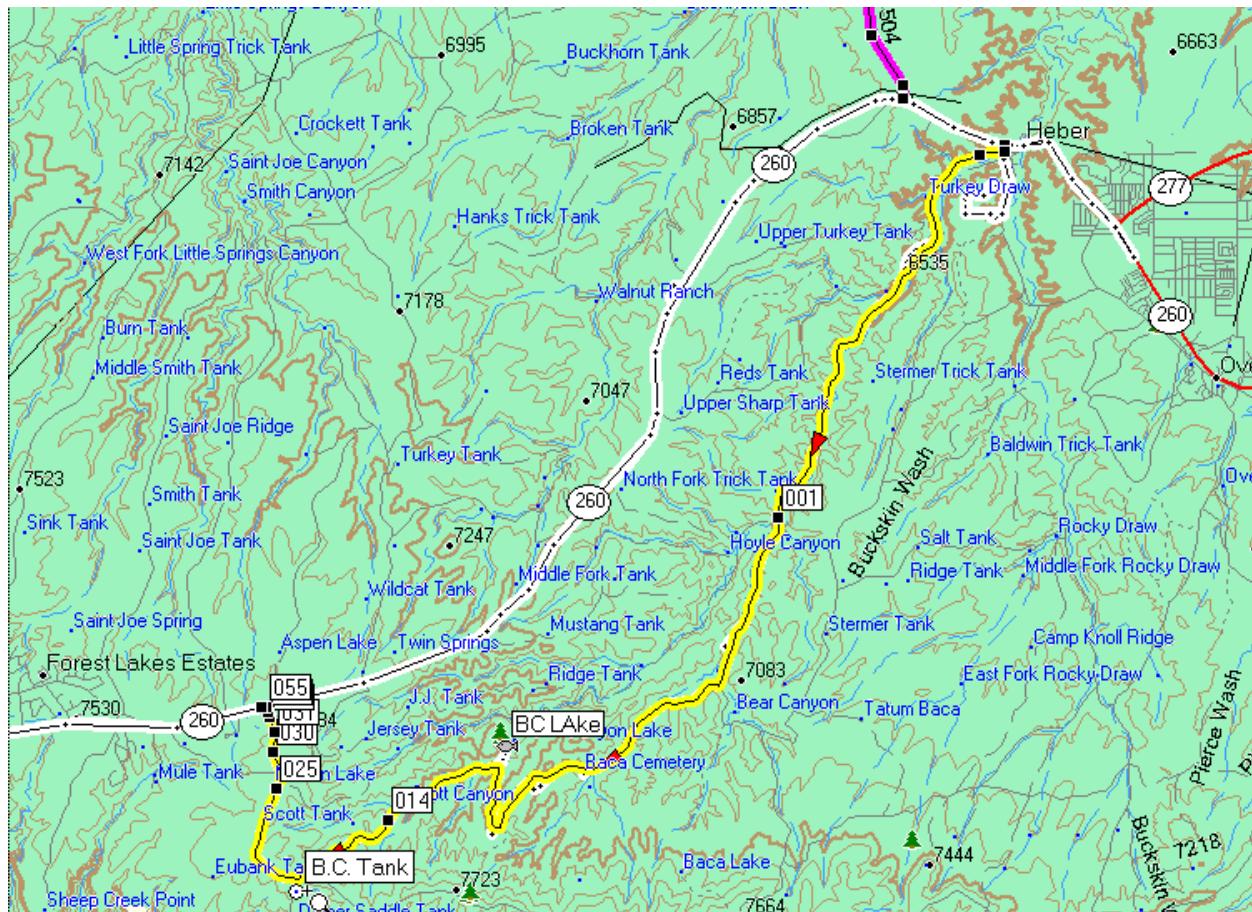 504
6995
Buckhorn Tank
6663
Little Spring Trick Tank
Crockett Tank
Broken Tank
6857
Heber
7142
Saint Joe Canyon
260
277
Smith Canyon
Turkey Draw
Hanks Trick Tank
Upper Turkey Tank
West Fork Little Springs Canyon
6535
7178
Walnut Ranch
260
Burn Tank
Middle Smith Tank
Reds Tank
Stermer Trick Tank
7047
Upper Sharp Tank
Saint Joe Ridge
Turkey Tank
Baldwin Trick Tank
7523
Smith Tank
North Fork Trick Tank
001
260
Sink Tank
Saint Joe Tank
7247
Hoyle Canyon
Buckskin Wash
Salt Tank
Rocky Draw
Middle Fork Tank
Ridge Tank
Middle Fork Rocky Draw
Wildcat Tank
Saint Joe Spring
Mustang Tank
Stermer Tank
Aspen Lake
Twin Springs
Camp Knoll Ridge
Forest Lakes Estates
Ridge Tank
7083
East Fork Rocky Draw
055
J.J. Tank
7530
260
Bear Canyon
Tatum Baca
Pierce Wash
030
Jersey Tank
BC LAke
Lake
Baca Cemetery
Mule Tank
025
Lake
014
Canyon
Scott Tank
Buckskin
7218
Eubank
B.C. Tank
Baca Lake
7444
7723
Sheep Creek Point
Saddle Tank
7664